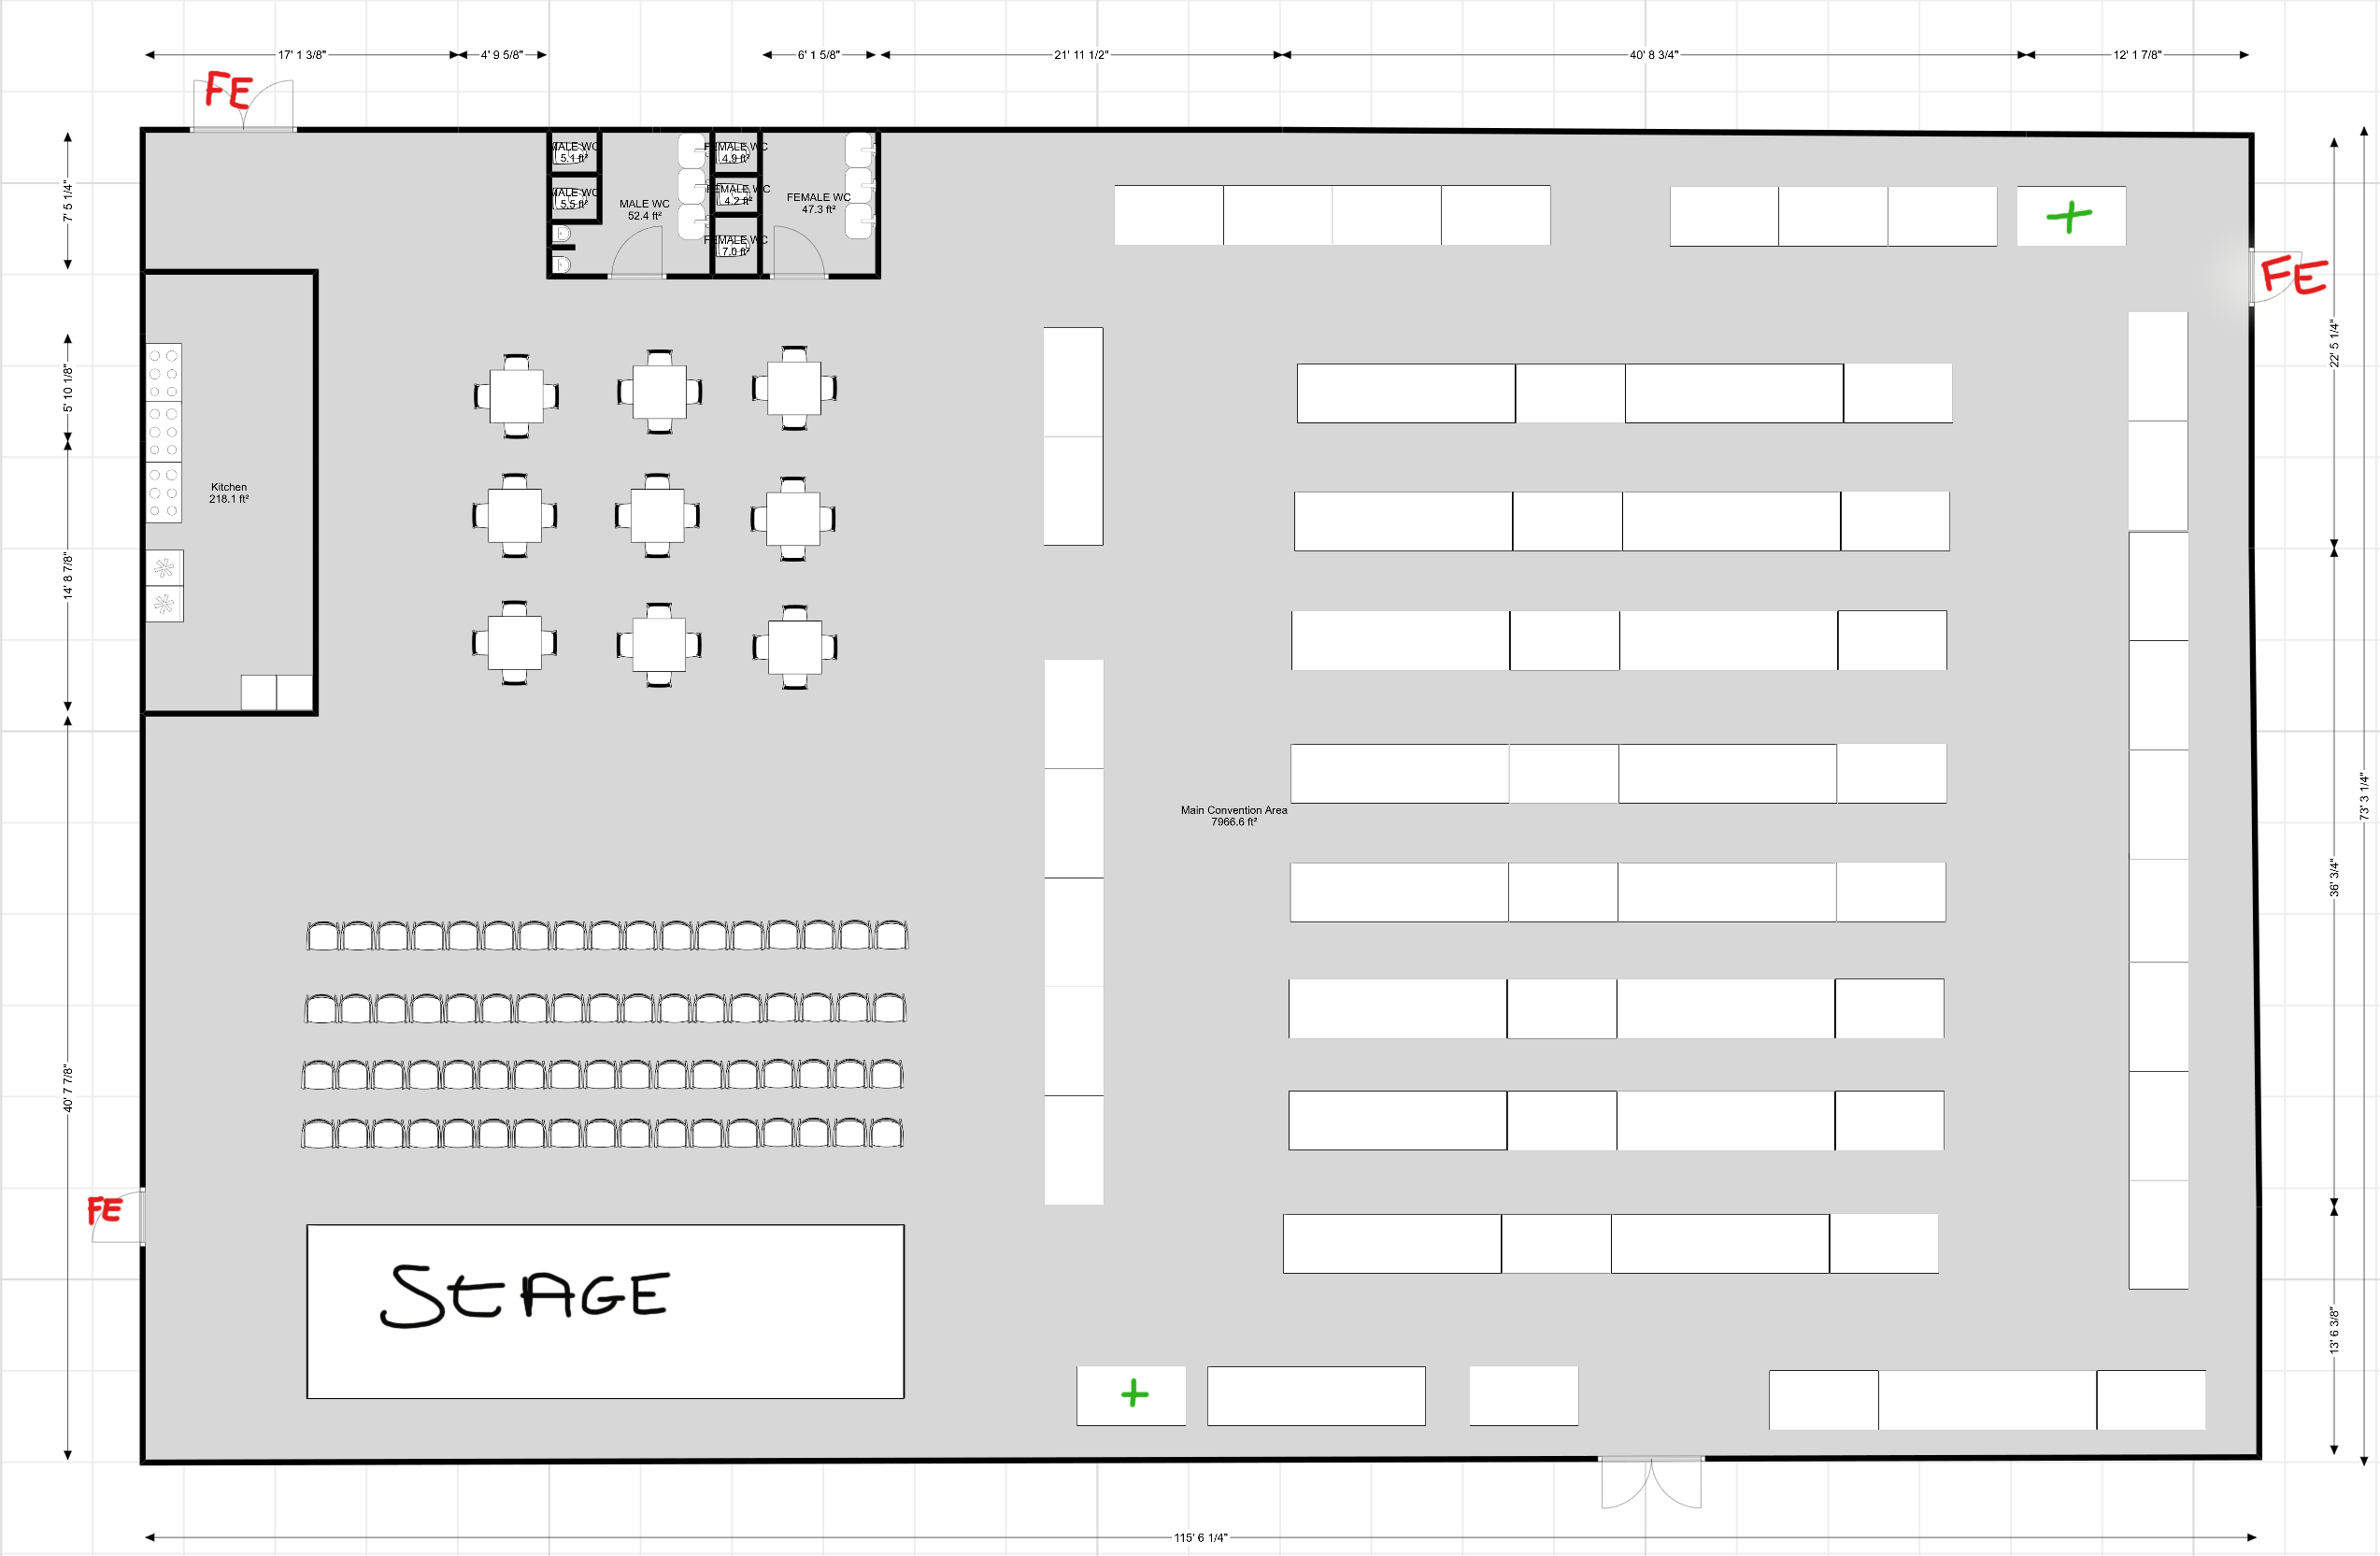 17' 1 3/8"
4' 9 5/8"
6' 1 5/8"
21' 11 1/2"
40' 8 3/4"
12' 1 7/8"
FE
7' 5 1/4"
MALE WC
5.1 ft²
MALE WC
5.5 ft²
MALE WC
52.4 ft²
FEMALE WC
4.9 ft²
FEMALE WC
4.2 ft²
FEMALE WC
7.0 ft²
FEMALE WC
47.3 ft²
+
FE
22' 5 1/4"
5' 10 1/8"
Kitchen
218.1 ft²
14' 8 7/8"
Main Convention Area
7966.6 ft²
73' 3 1/4"
36' 3/4"
40' 7 7/8"
FE
StAGE
13' 6 3/8"
+
115' 6 1/4"